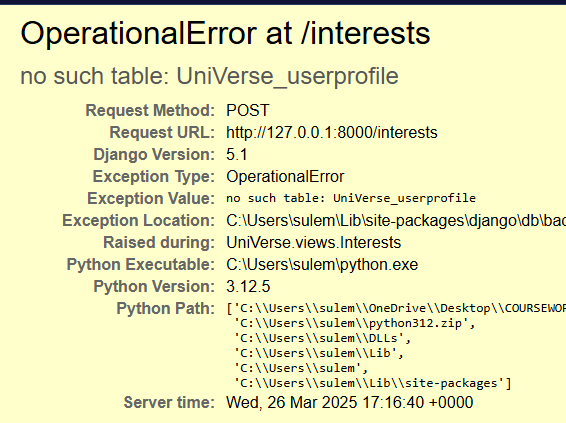 OperationalError at /interests
no such table: UniVerse_userprofile
Request Method: POST
Request URL: http://127.0.0.1:8000/interests
Django Version: 5.1
Exception Type: OperationalError
Exception Value: no such table: UniVerse_userprofile
Exception Location: C:\Users\sulem\Lib\site-packages\django\db\bac
Raised during: UniVerse.views.Interests
Python Executable: C:\Users\sulem\python.exe
Python Version: 3.12.5
Python Path: ['C:\\Users\\sulem\\OneDrive\\Desktop\\COURSEWOR
'C:\\Users\\sulem\\python312.zip',
'C:\\Users\\sulem\\DLLs',
'C:\\Users\\sulem\\Lib',
'C:\\Users\\sulem',
'C:\\Users\\sulem\\Lib\\site-packages']
Server time: Wed, 26 Mar 2025 17:16:40 +0000